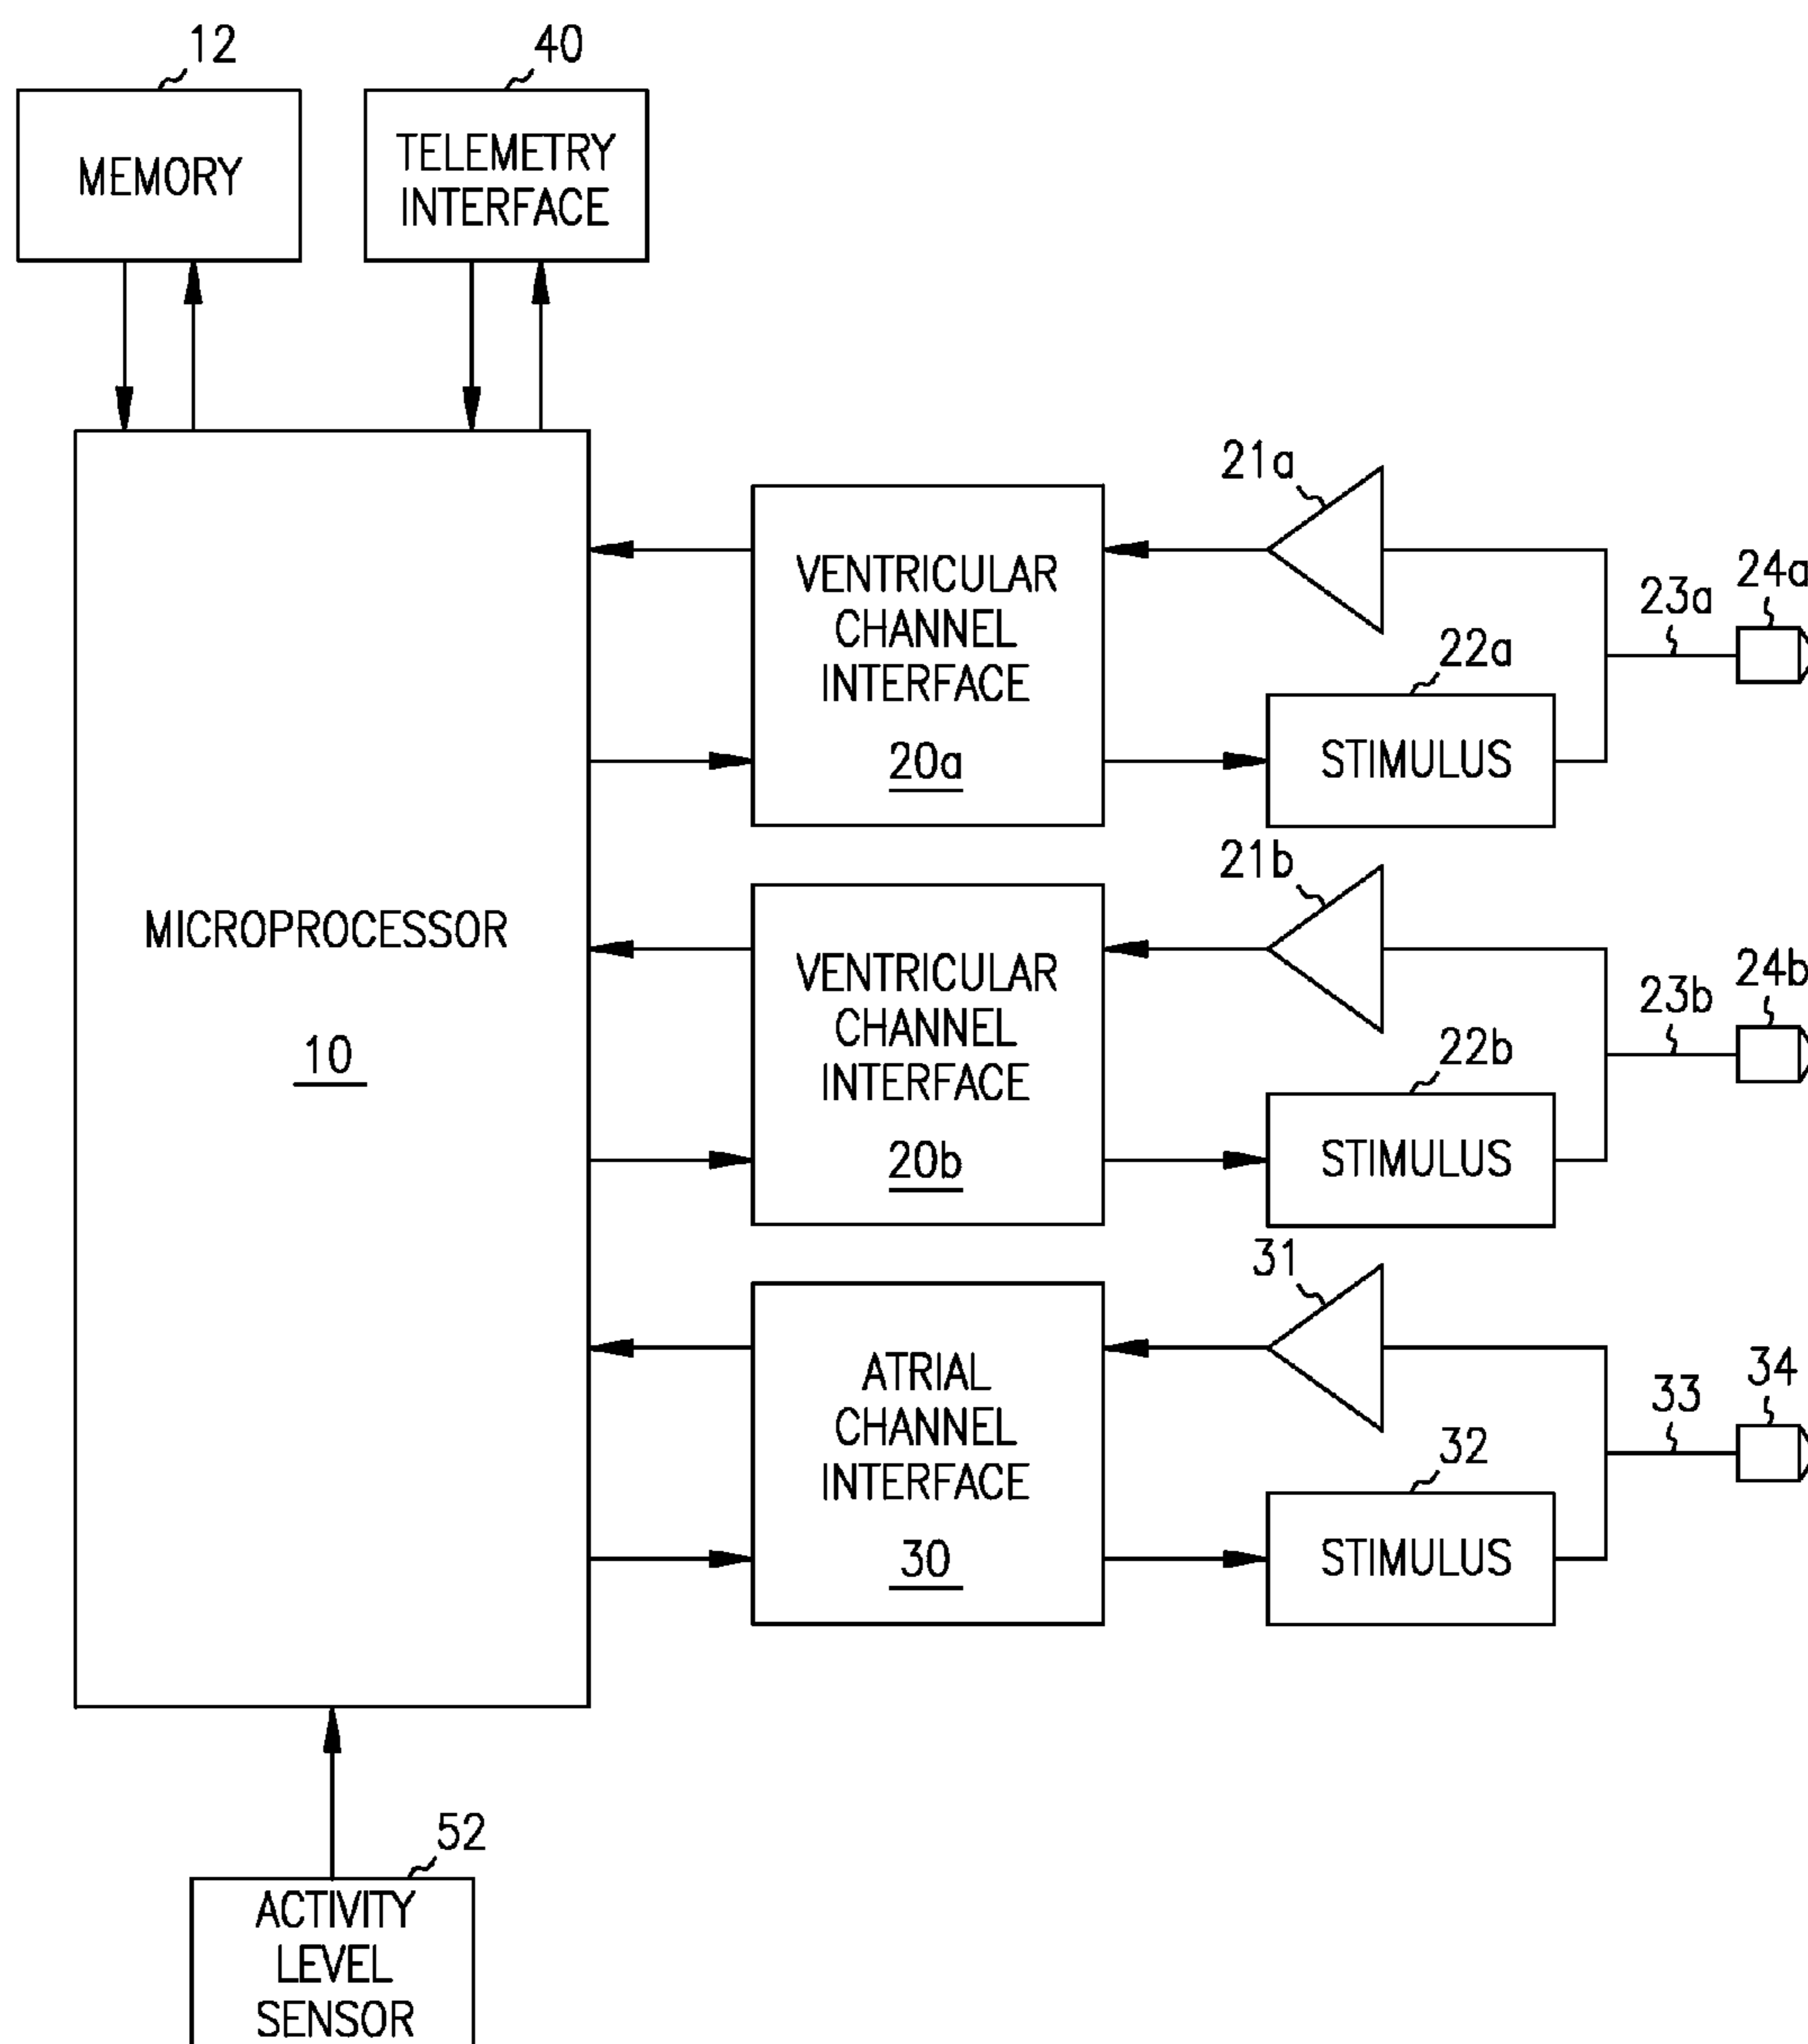 12
40
MEMORY
TELEMETRY
INTERFACE
21a
VENTRICULAR
CHANNEL
INTERFACE
20a
22a
STIMULUS
23a
24a
MICROPROCESSOR
10
21b
VENTRICULAR
CHANNEL
INTERFACE
20b
22b
STIMULUS
23b
24b
31
ATRIAL
CHANNEL
INTERFACE
30
32
STIMULUS
33
34
52
ACTIVITY
LEVEL
SENSOR